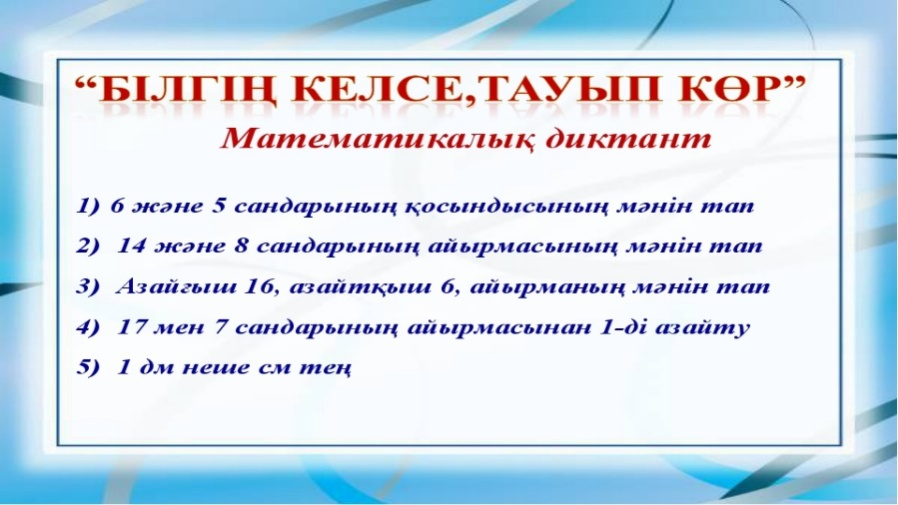 “БІЛГІҢ КЕЛСЕ,ТАУЫП КӨР”
Математикалық диктант
1) 6 және 5 сандарының қосындысының мәнін тап
2) 14 және 8 сандарының айырмасының мәнін тап
3) Азайғыш 16, азайтқыш 6, айырманың мәнін тап
4) 17 мен 7 сандарының айырмасынан 1-ді азайту
5) 1 дм неше см тең